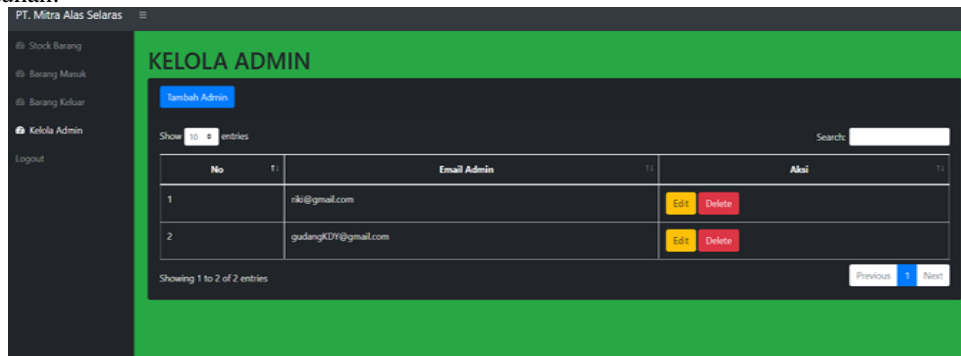 PT. Mitra Alas Selaras
Stock Barang
Barang Masuk
Barang Keluar
Kelola Admin
Logout
KELOLA ADMIN
Tambah Admin
Show 10 entries
Search:
No Email Admin Aksi
1 riki@gmail.com Edit Delete
2 gudangKDY@gmail.com Edit Delete
Showing 1 to 2 of 2 entries
Previous 1 Next